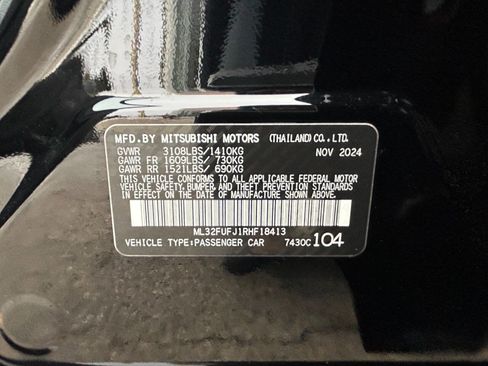 MFD.BY MITSUBISHI MOTORS (THAILAND) CO., LTD.
GVWR 3108LBS/1410KG NOV 2024
GAWR FR 1609LBS/ 730KG
GAWR RR 1521LBS/ 690KG
THIS VEHICLE CONFORMS TO ALL APPLICABLE FEDERAL MOTOR
VEHICLE SAFETY,BUMPER,AND THEFT PREVENTION STANDARDS
IN EFFECT ON THE DATE OF MANUFACTURE SHOWN ABOVE.
ML32FUFJ1RHF18413
VEHICLE TYPE:PASSENGER CAR 7430C 104